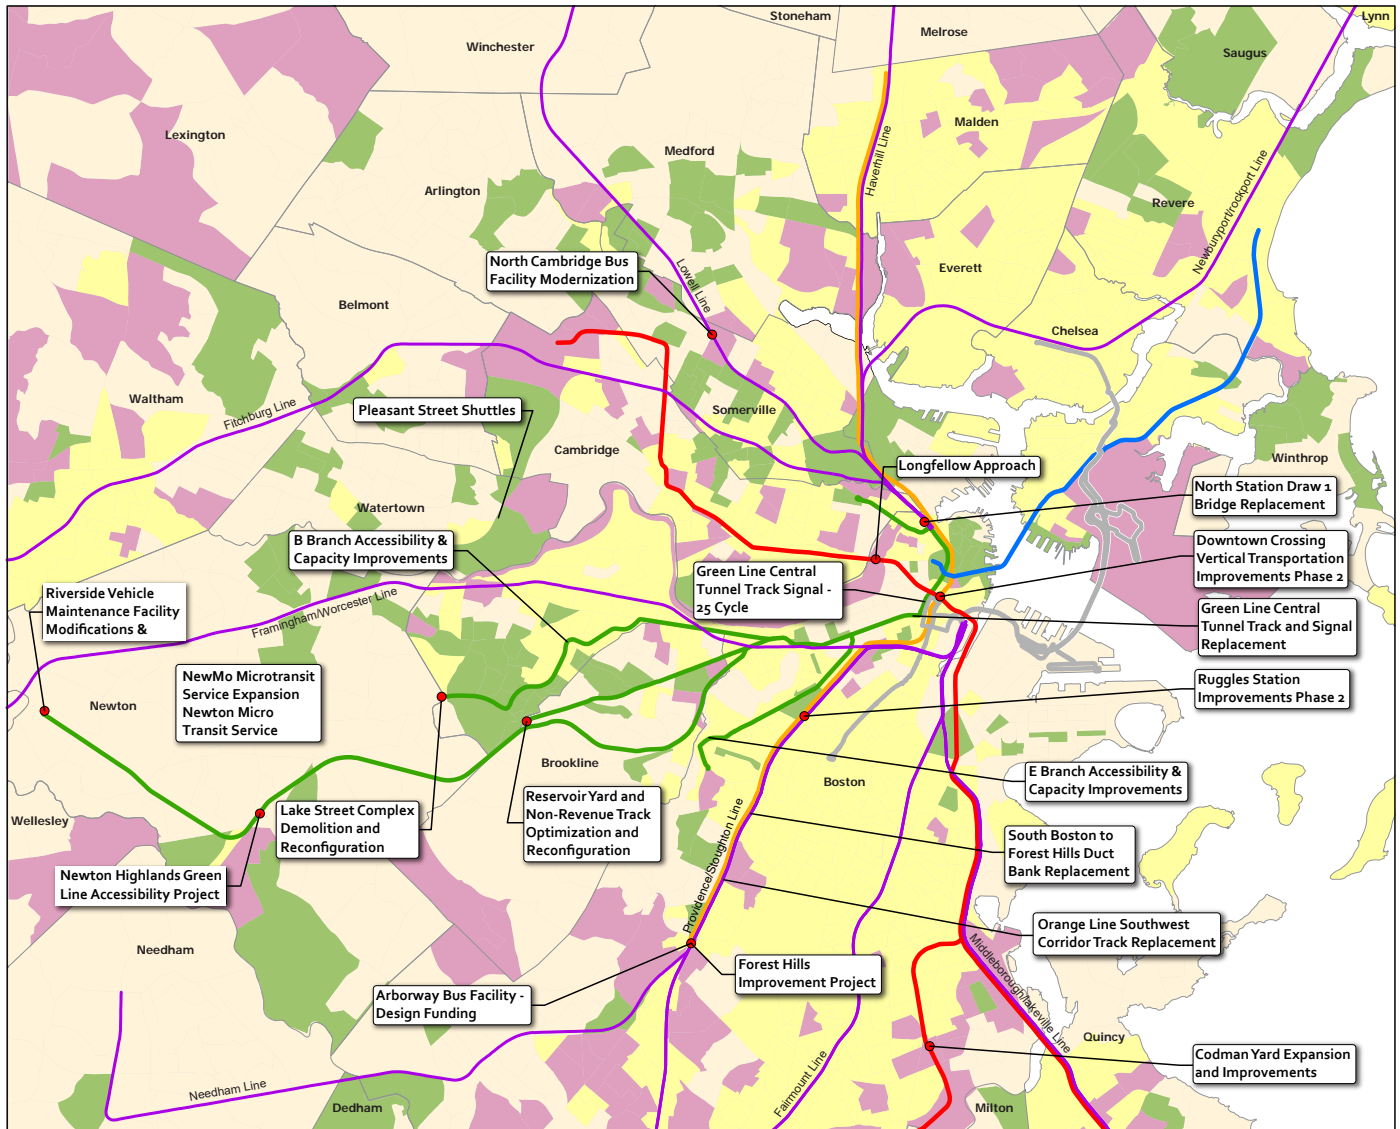 Stoneham
Lynn
Melrose
Winchester
Saugus
Lexington
Malden
Haverhill Line
Medford
Arlington
Revere
Newburyport/rockport Line
North Cambridge Bus
Facility Modernization
Everett
Lowell Line
Belmont
Chelsea
Waltham
Fitchburg Line
Pleasant Street Shuttles
Somerville
Cambridge
Winthrop
Longfellow Approach
North Station Draw 1
Bridge Replacement
Watertown
B Branch Accessibility &
Capacity Improvements
Downtown Crossing
Vertical Transportation
Improvements Phase 2
Green Line Central
Tunnel Track Signal -
25 Cycle
Riverside Vehicle
Maintenance Facility
Modifications &
Framingham/Worcester Line
Green Line Central
Tunnel Track and Signal
Replacement
NewMo Microtransit
Service Expansion
Newton Micro
Transit Service
Ruggles Station
Improvements Phase 2
Newton
Brookline
Boston
E Branch Accessibility &
Capacity Improvements
Wellesley
Lake Street Complex
Demolition and
Reconfiguration
Reservoir Yard and
Non-Revenue Track
Optimization and
Reconfiguration
Providence/Stoughton Line
South Boston to
Forest Hills Duct
Bank Replacement
Newton Highlands Green
Line Accessibility Project
Orange Line Southwest
Corridor Track Replacement
Needham
Forest Hills
Improvement Project
Middleborough/lakeville Line
Arborway Bus Facility -
Design Funding
Quincy
Codman Yard Expansion
and Improvements
Needham Line
Fairmount Line
Dedham
Milton